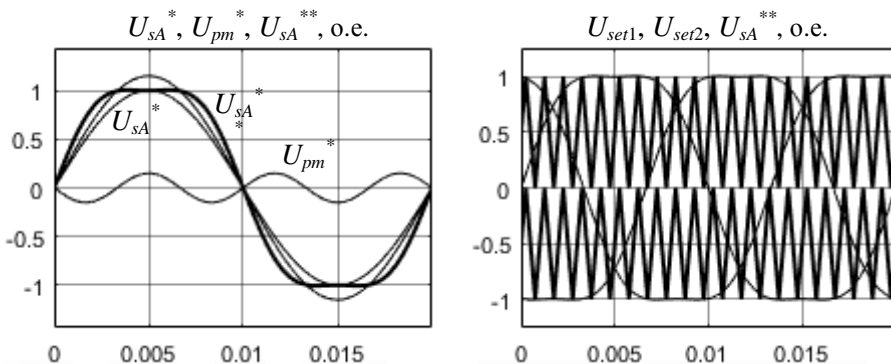 U_sA*, U_pm*, U_sA**, o.e.
1
0.5
0
-0.5
-1
0 0.005 0.01 0.015
U_sA*
U_sA*
*
U_pm*
U_set1, U_set2, U_sA**, o.e.
1
0.5
0
-0.5
-1
0 0.005 0.01 0.015